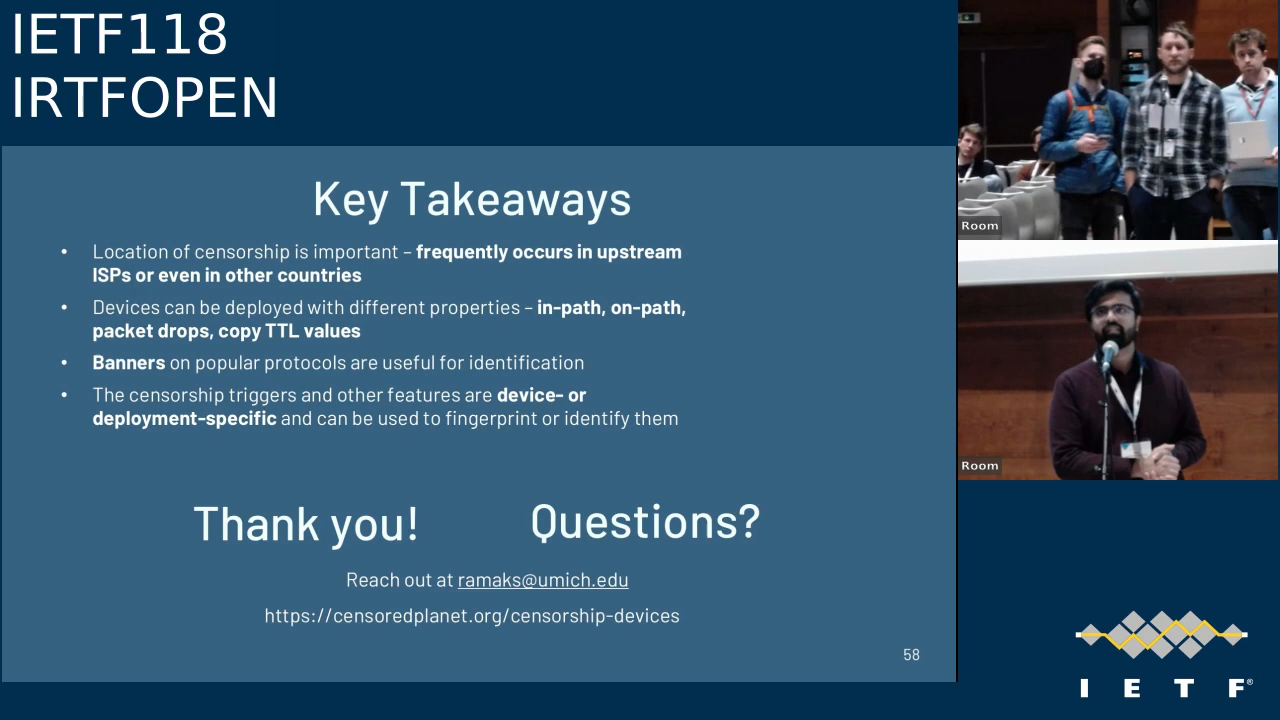 IETF118
IRTFOPEN
Key Takeaways
• Location of censorship is important – frequently occurs in upstream
ISPs or even in other countries
• Devices can be deployed with different properties – in-path, on-path,
packet drops, copy TTL values
• Banners on popular protocols are useful for identification
• The censorship triggers and other features are device- or
deployment-specific and can be used to fingerprint or identify them
Thank you! Questions?
Reach out at ramaks@umich.edu
https://censoredplanet.org/censorship-devices
58
Room
Room
I E T F®